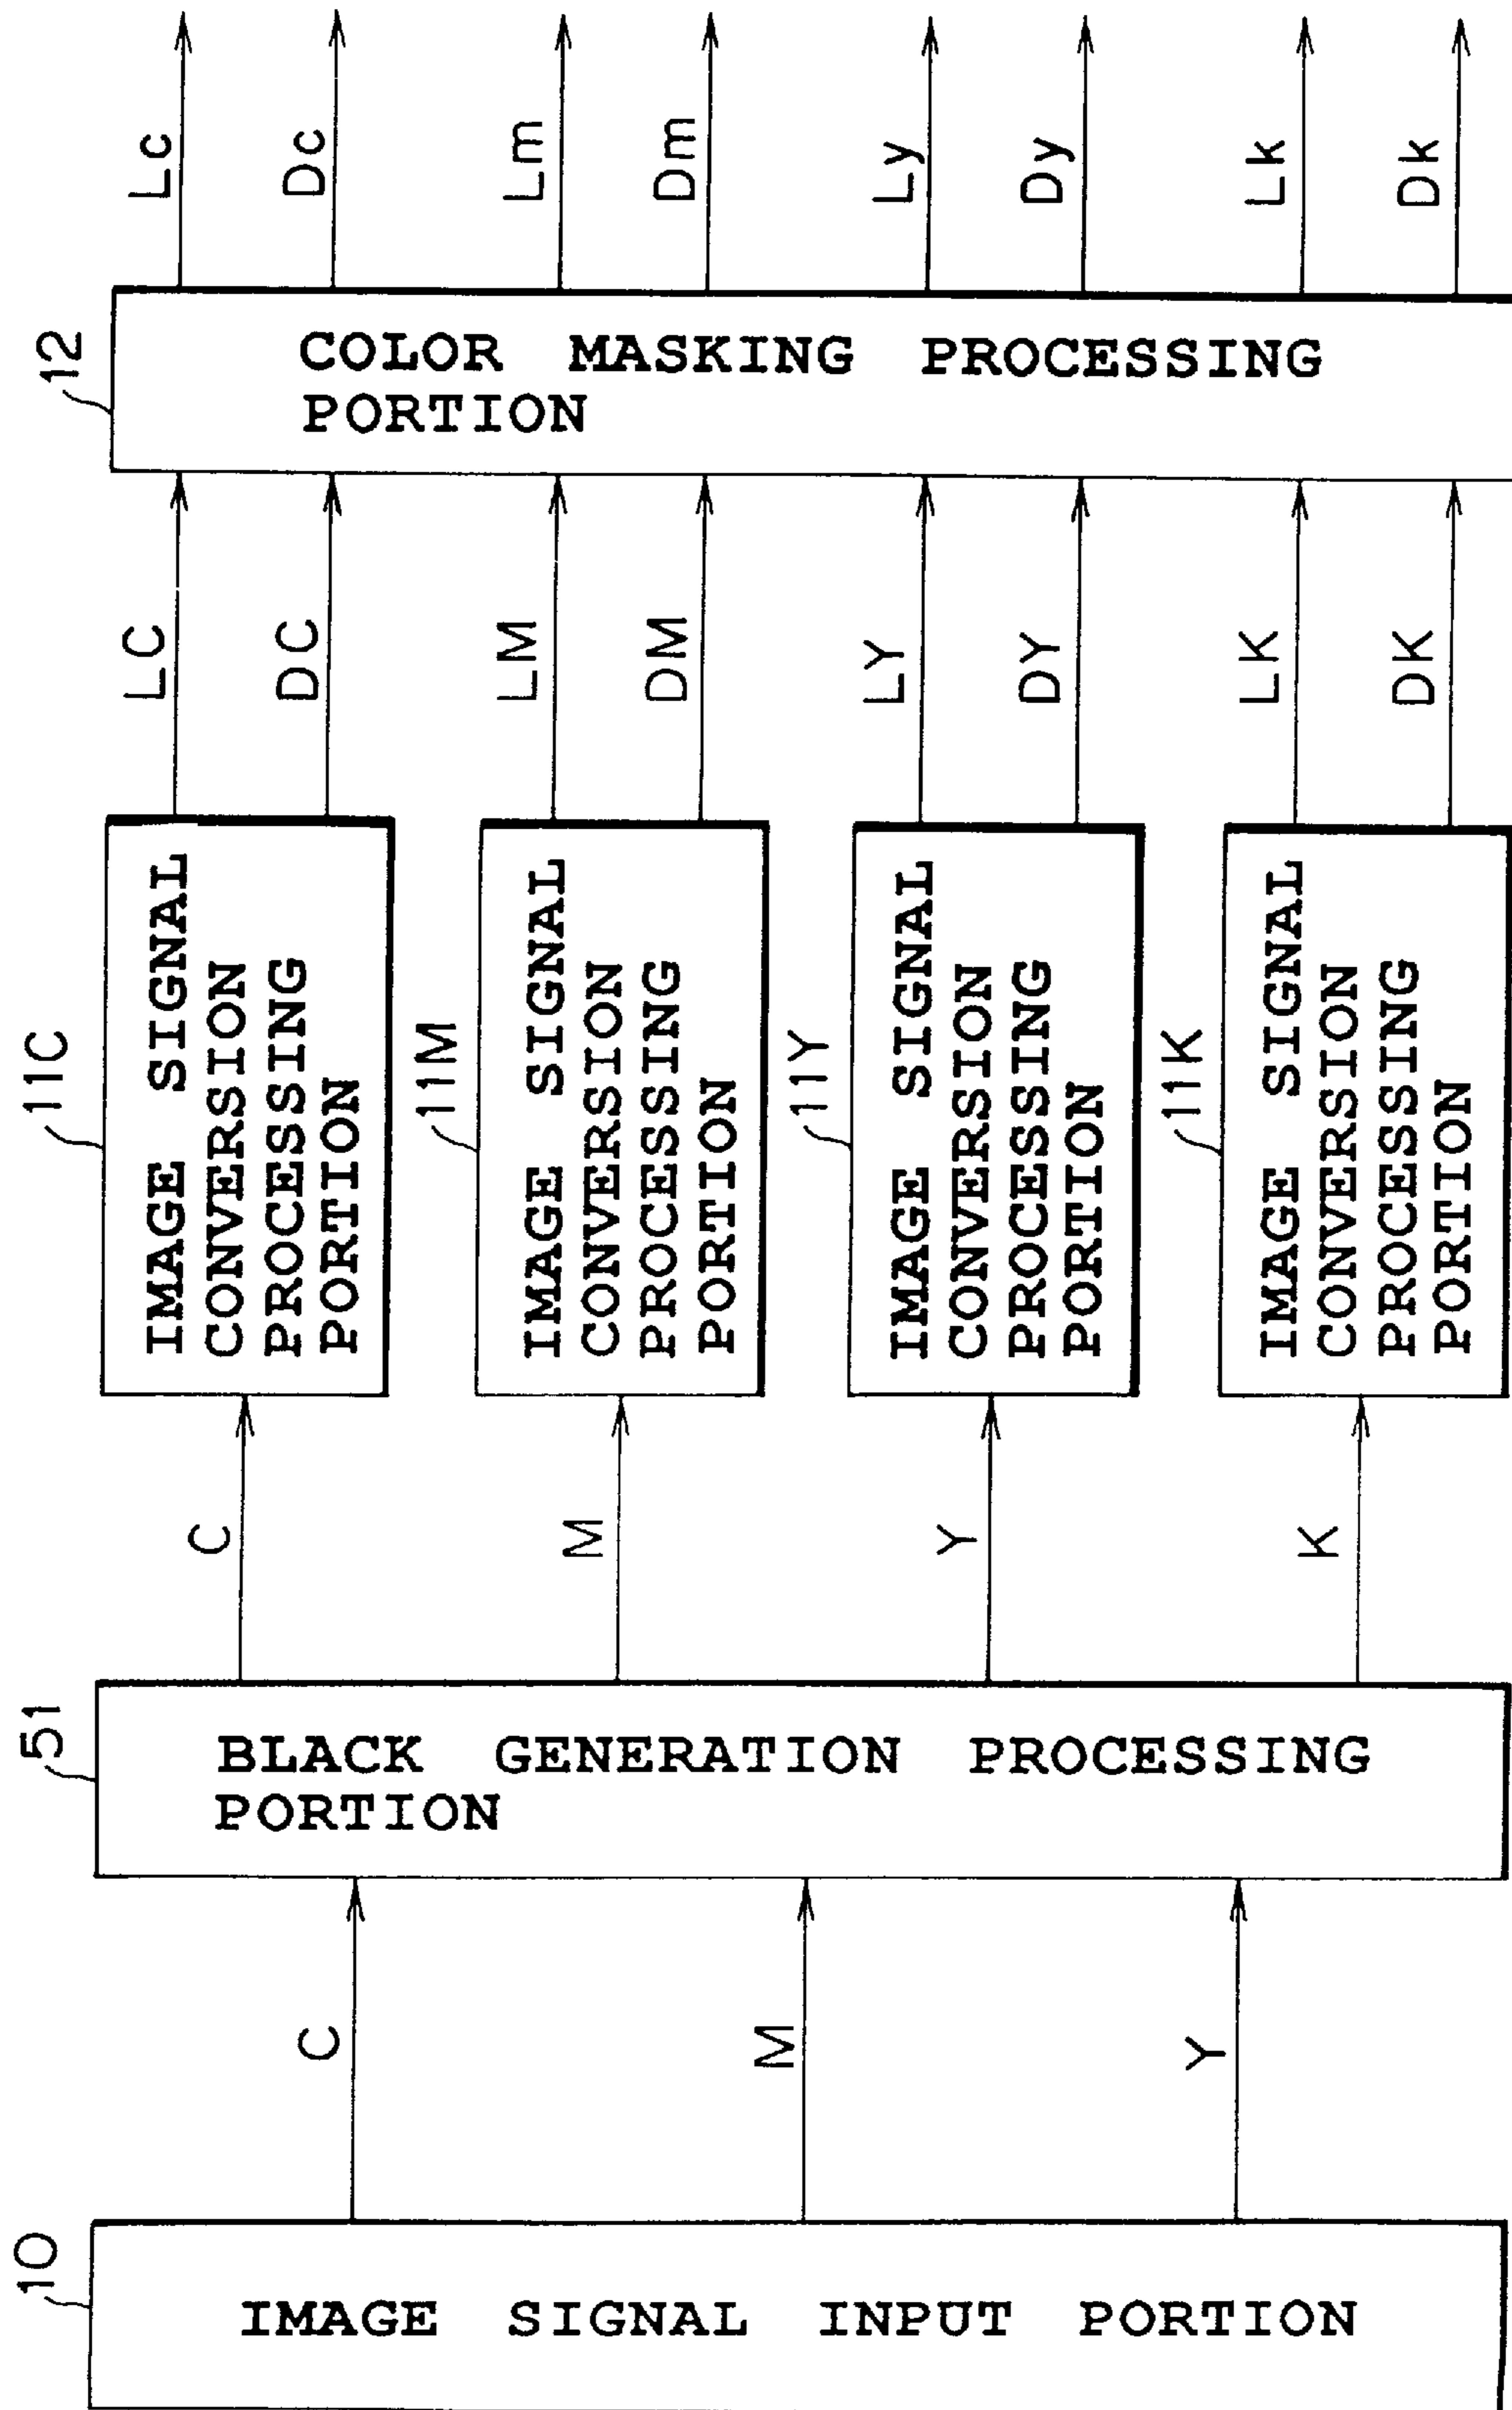 10
IMAGE SIGNAL INPUT PORTION
C
M
Y
51
BLACK GENERATION PROCESSING
PORTION
C
M
Y
K
11C
IMAGE SIGNAL
CONVERSION
PROCESSING
PORTION
11M
IMAGE SIGNAL
CONVERSION
PROCESSING
PORTION
11Y
IMAGE SIGNAL
CONVERSION
PROCESSING
PORTION
11K
IMAGE SIGNAL
CONVERSION
PROCESSING
PORTION
LC
DC
LM
DM
LY
DY
LK
DK
12
COLOR MASKING PROCESSING
PORTION
Lc
Dc
Lm
Dm
Ly
Dy
Lk
Dk